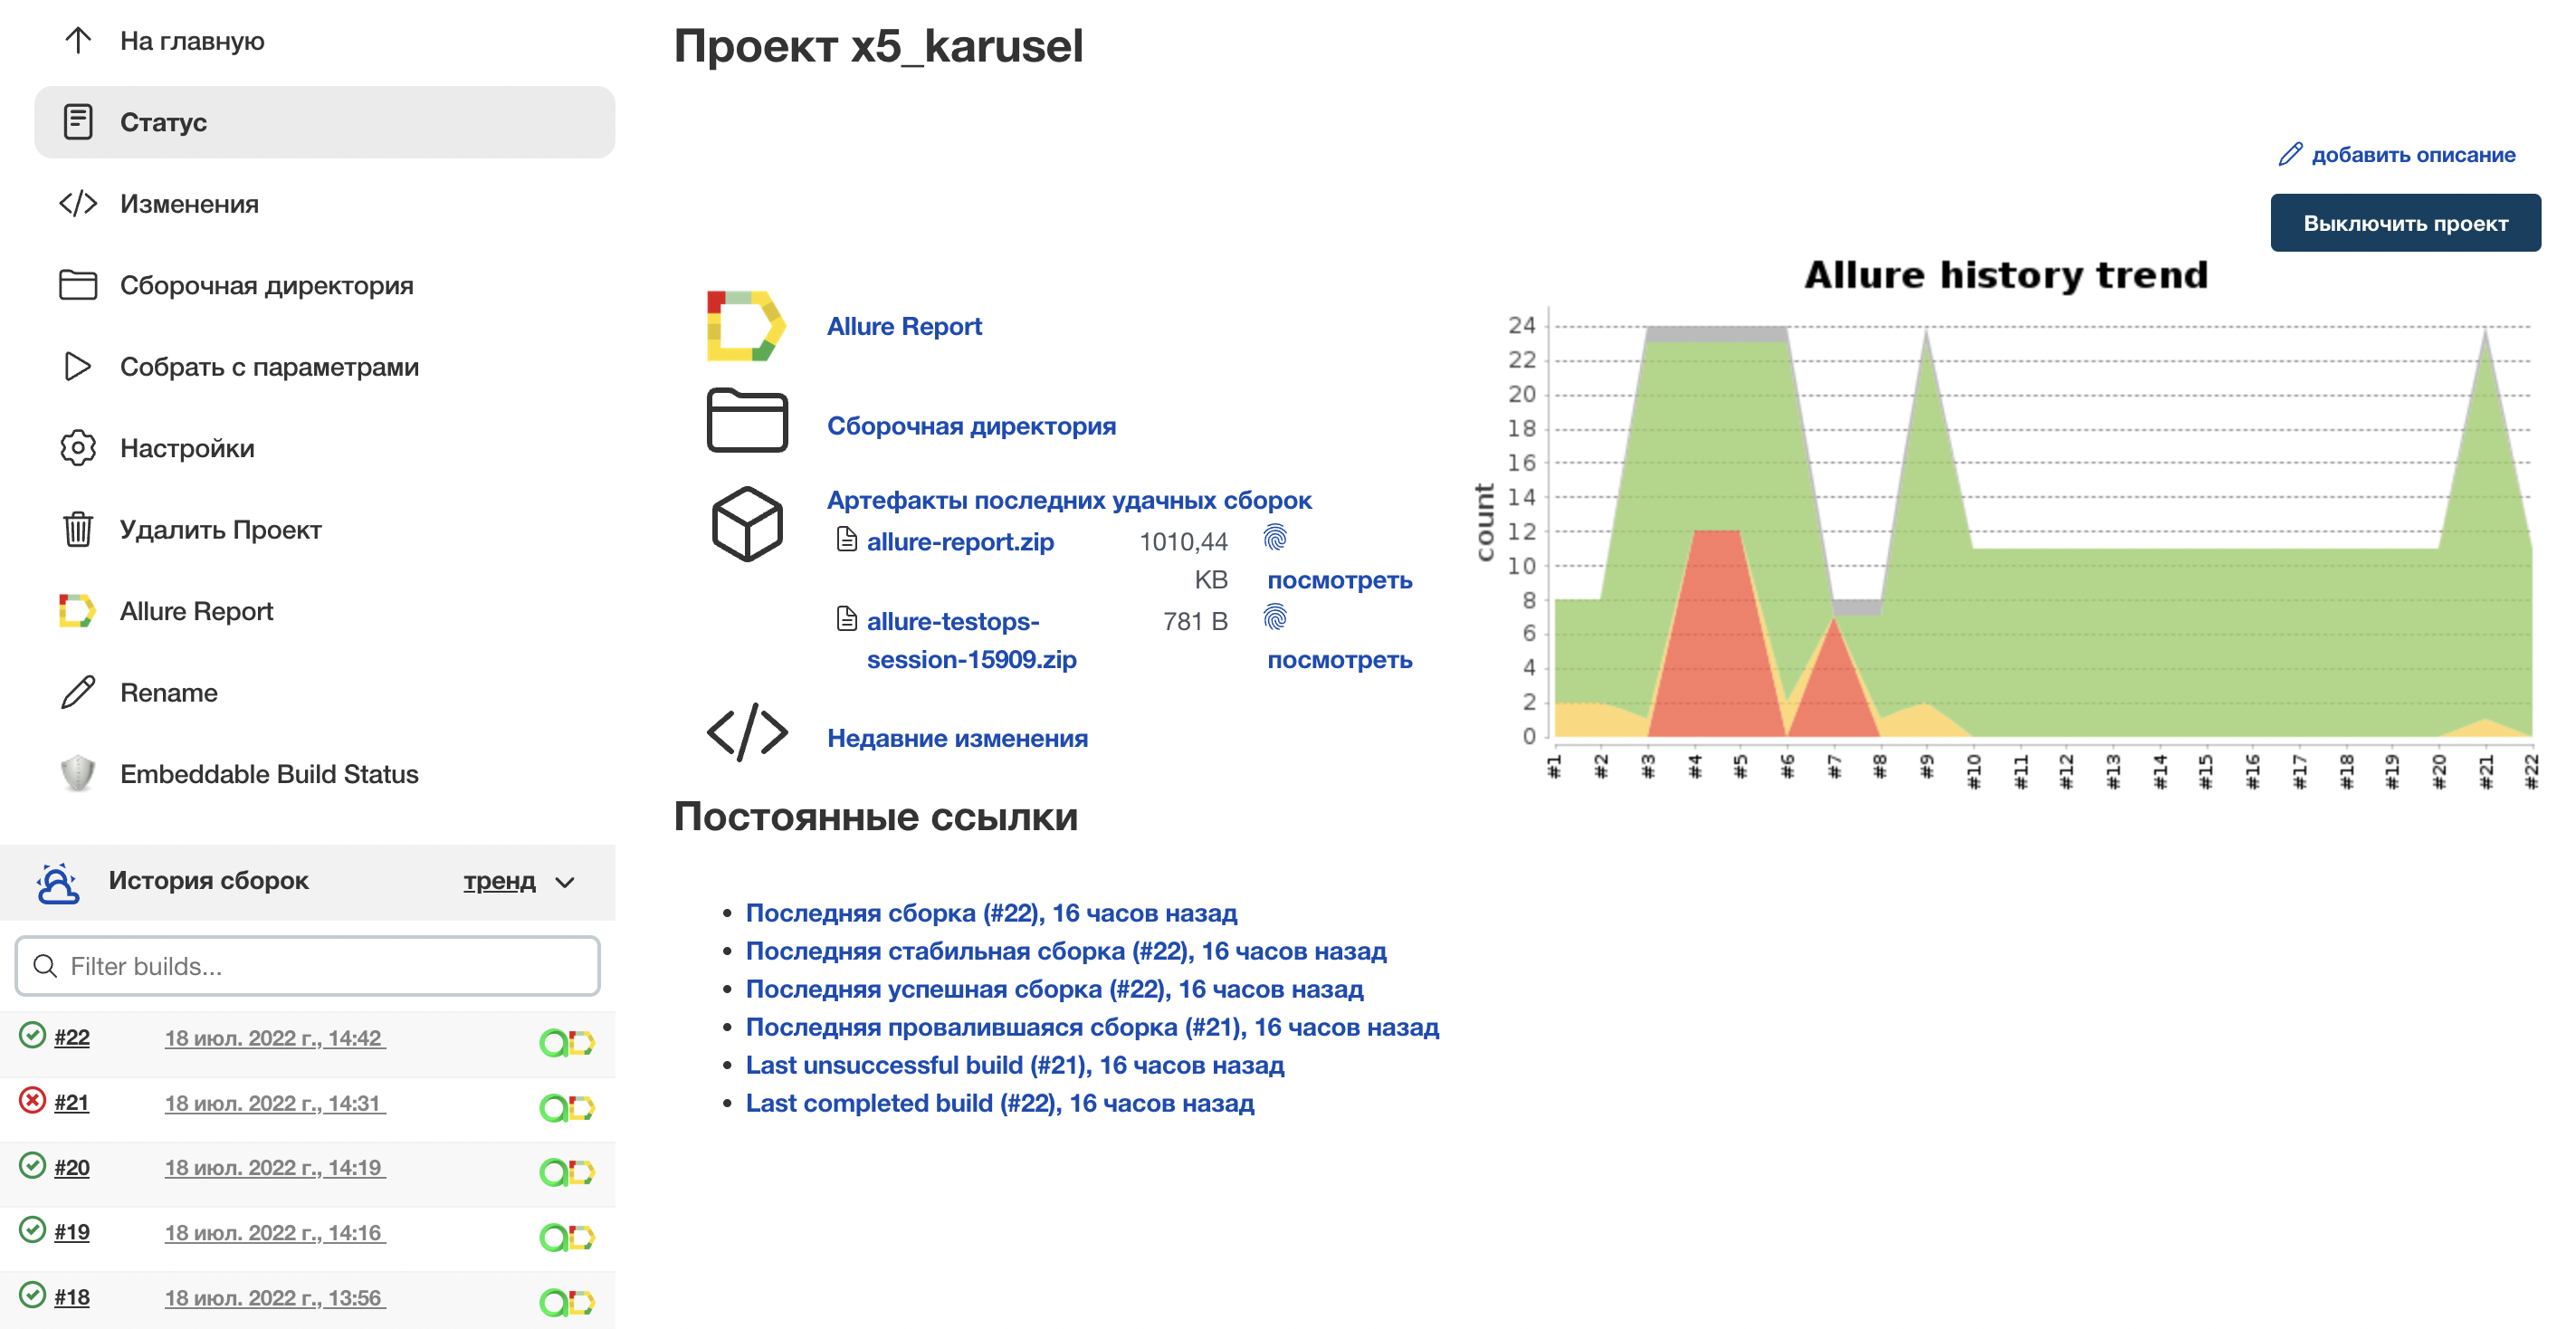 На главную
Статус
Изменения
Сборочная директория
Собрать с параметрами
Настройки
Удалить Проект
Allure Report
Rename
Embeddable Build Status
История сборок
тренд
Filter builds...
#22 18 июл. 2022 г., 14:42
#21 18 июл. 2022 г., 14:31
#20 18 июл. 2022 г., 14:19
#19 18 июл. 2022 г., 14:16
#18 18 июл. 2022 г., 13:56
Проект x5_karusel
добавить описание
Выключить проект
Allure Report
Сборочная директория
Артефакты последних удачных сборок
allure-report.zip 1010,44
KB посмотреть
allure-testops- 781 B
session-15909.zip посмотреть
Недавние изменения
Allure history trend
count
24
22
20
18
16
14
12
10
8
6
4
2
0
#1 #2 #3 #4 #5 #6 #7 #8 #9 #10 #11 #12 #13 #14 #15 #16 #17 #18 #19 #20 #21 #22
Постоянные ссылки
Последняя сборка (#22), 16 часов назад
Последняя стабильная сборка (#22), 16 часов назад
Последняя успешная сборка (#22), 16 часов назад
Последняя провалившаяся сборка (#21), 16 часов назад
Last unsuccessful build (#21), 16 часов назад
Last completed build (#22), 16 часов назад